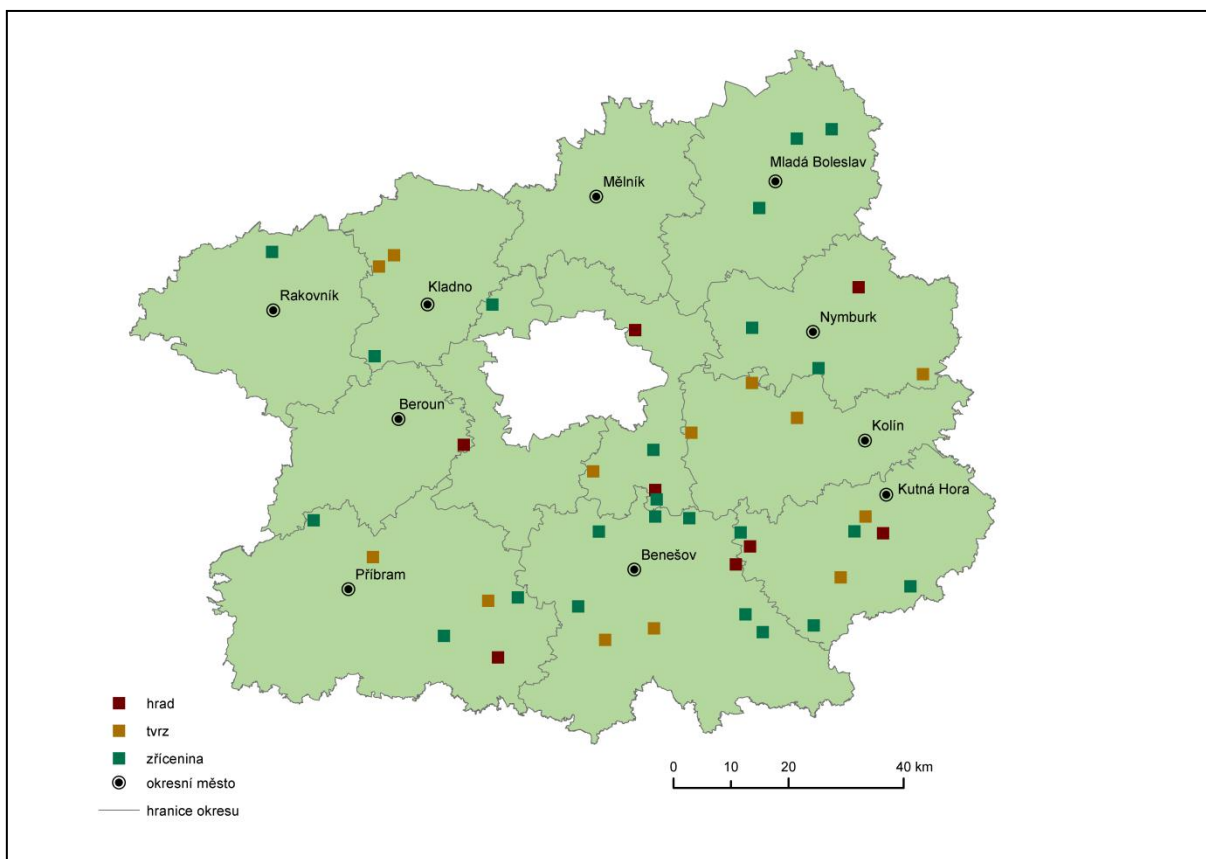 Mladá Boleslav
Mělník
Rakovník
Kladno
Nymburk
Beroun
Kolín
Kutná Hora
Benešov
Příbram
hrad
tvrz
zřícenina
okresní město
hranice okresu
0 10 20 40 km